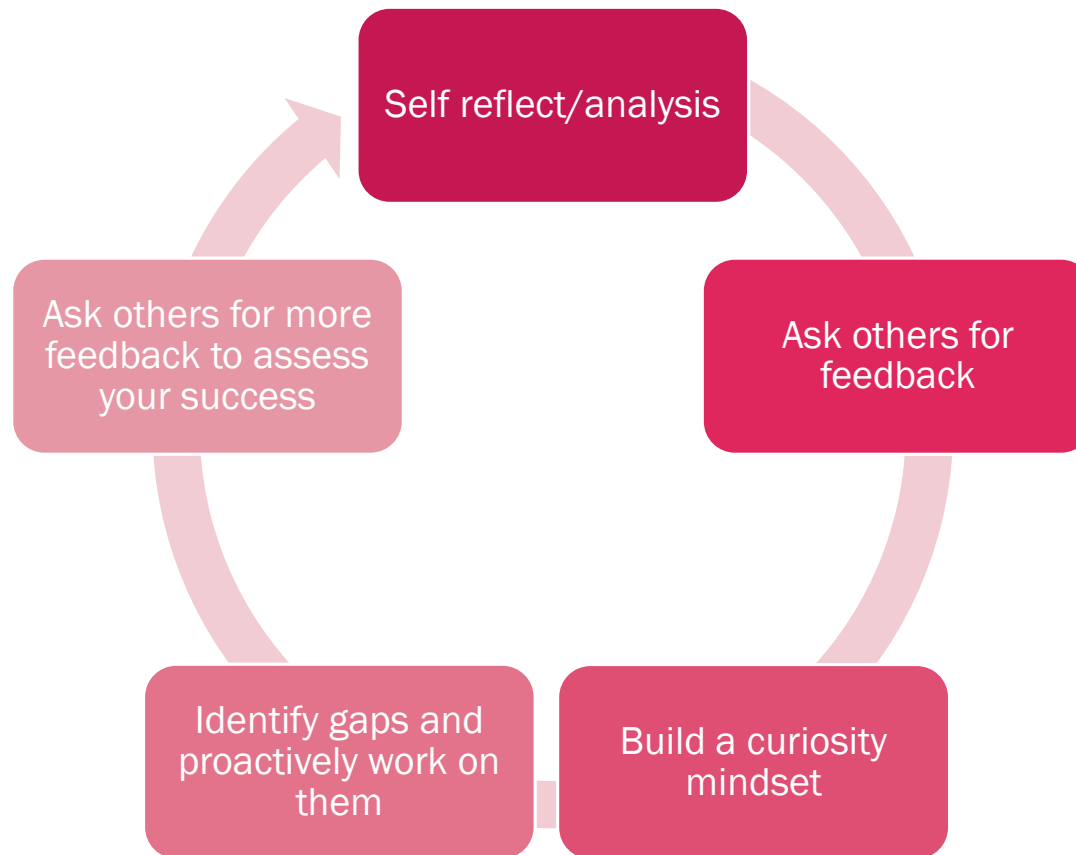 Self reflect/analysis
Ask others for
feedback
Build a curiosity
mindset
Identify gaps and
proactively work on
them
Ask others for more
feedback to assess
your success